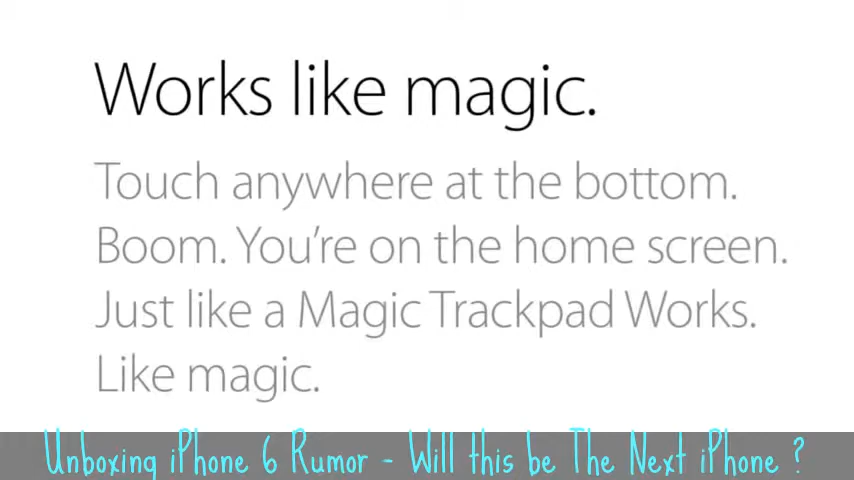 Works like magic.
Touch anywhere at the bottom.
Boom. You're on the home screen.
Just like a Magic Trackpad Works.
Like magic.
Unboxing iPhone 6 Rumor - Will this be The Next iPhone ?